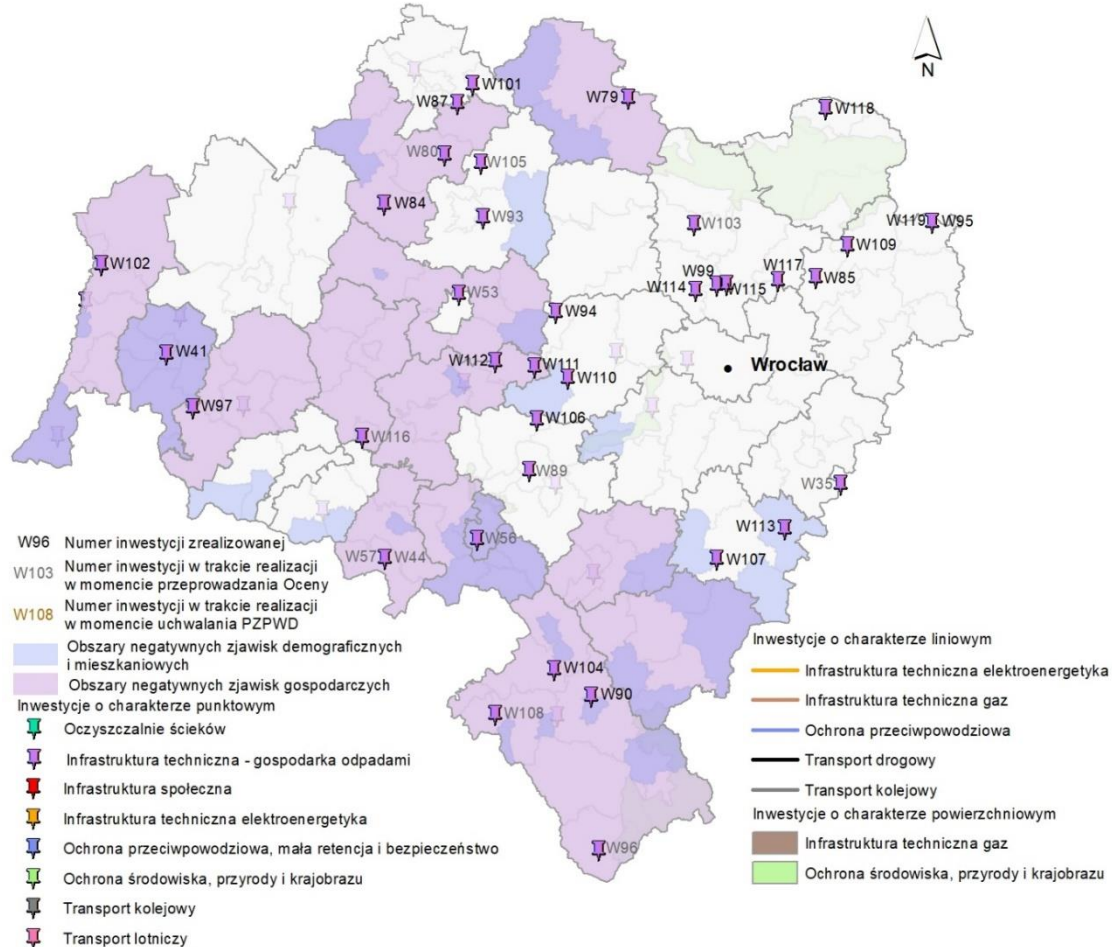 N
W101
W87
W79
W118
W80
W105
W84
W93
W103
W119
W95
W109
W102
W99
W117
W85
W114
W115
W53
W94
W41
W112
W111
W110
Wrocław
W97
W106
W116
W89
W35
W113
W56
W57
W44
W107
W104
W90
W108
W96
W96 Numer inwestycji zrealizowanej
W103 Numer inwestycji w trakcie realizacji
w momencie przeprowadzania Oceny
W108 Numer inwestycji w trakcie realizacji
w momencie uchwalania PZPWD
Obszary negatywnych zjawisk demograficznych
i mieszkaniowych
Obszary negatywnych zjawisk gospodarczych
Inwestycje o charakterze punktowym
Oczyszczalnie ścieków
Infrastruktura techniczna - gospodarka odpadami
Infrastruktura społeczna
Infrastruktura techniczna elektroenergetyka
Ochrona przeciwpowodziowa, mała retencja i bezpieczeństwo
Ochrona środowiska, przyrody i krajobrazu
Transport kolejowy
Transport lotniczy
Inwestycje o charakterze liniowym
Infrastruktura techniczna elektroenergetyka
Infrastruktura techniczna gaz
Ochrona przeciwpowodziowa
Transport drogowy
Transport kolejowy
Inwestycje o charakterze powierzchniowym
Infrastruktura techniczna gaz
Ochrona środowiska, przyrody i krajobrazu